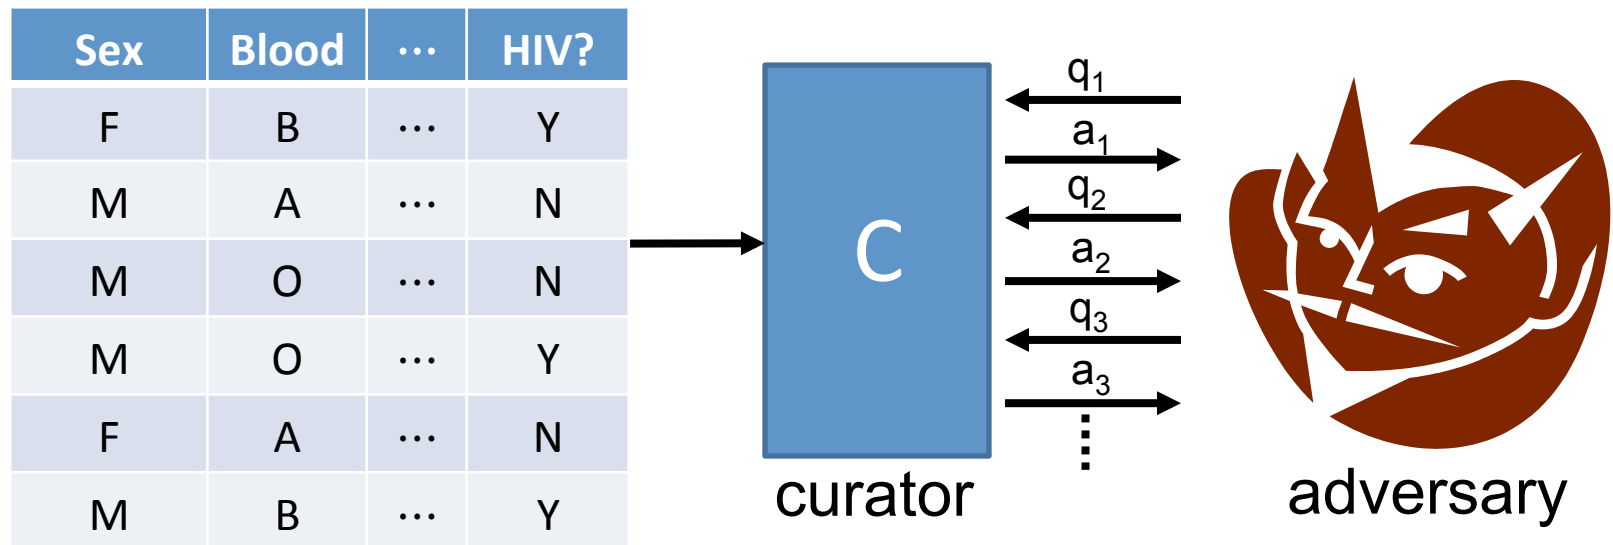 Sex Blood ... HIV?
F B ... Y
M A ... N
M O ... N
M O ... Y
F A ... N
M B ... Y
C
curator
q1
a1
q2
a2
q3
a3
adversary